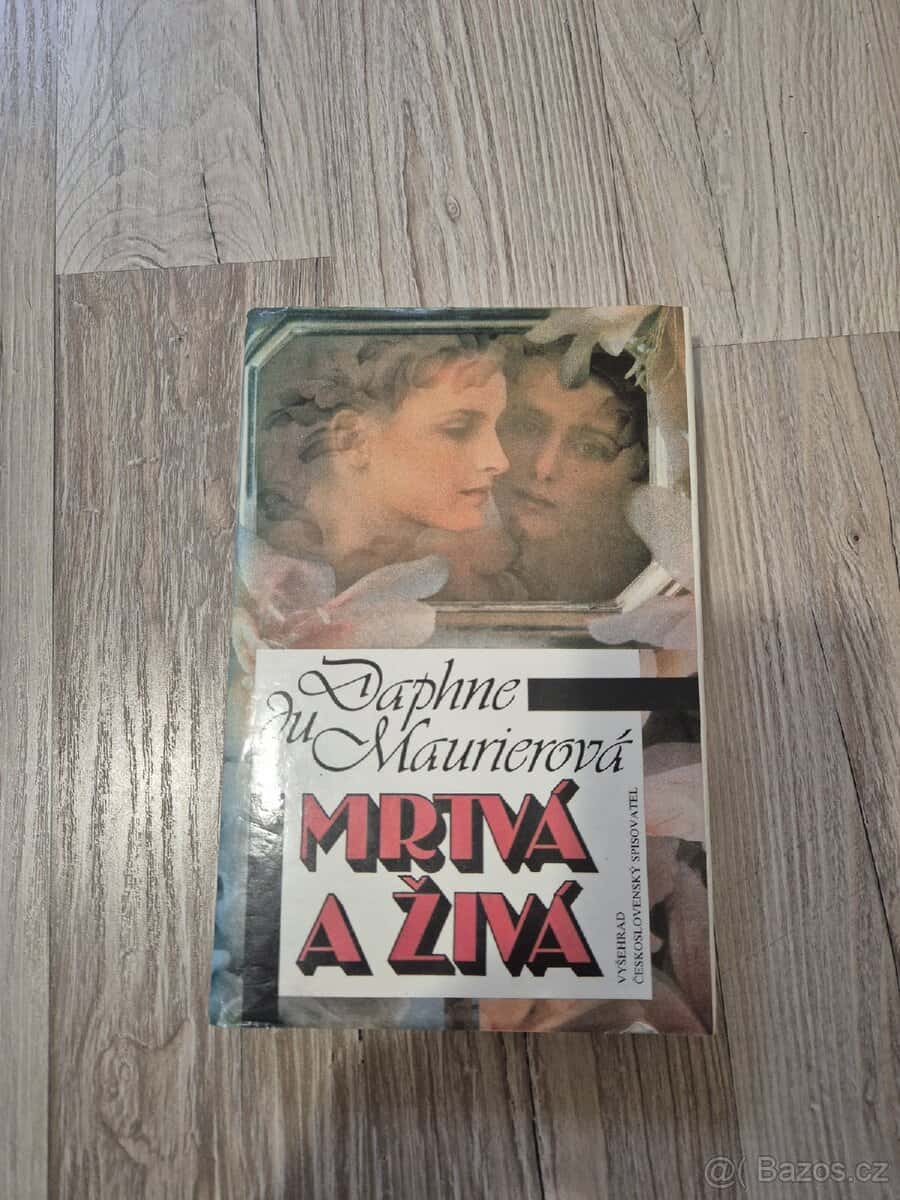 Daphne
du Maurierová
MRTVÁ
A ŽIVÁ
VYŠEHRAD
ČESKOSLOVENSKÝ SPISOVATEL
@( Bazos.cz